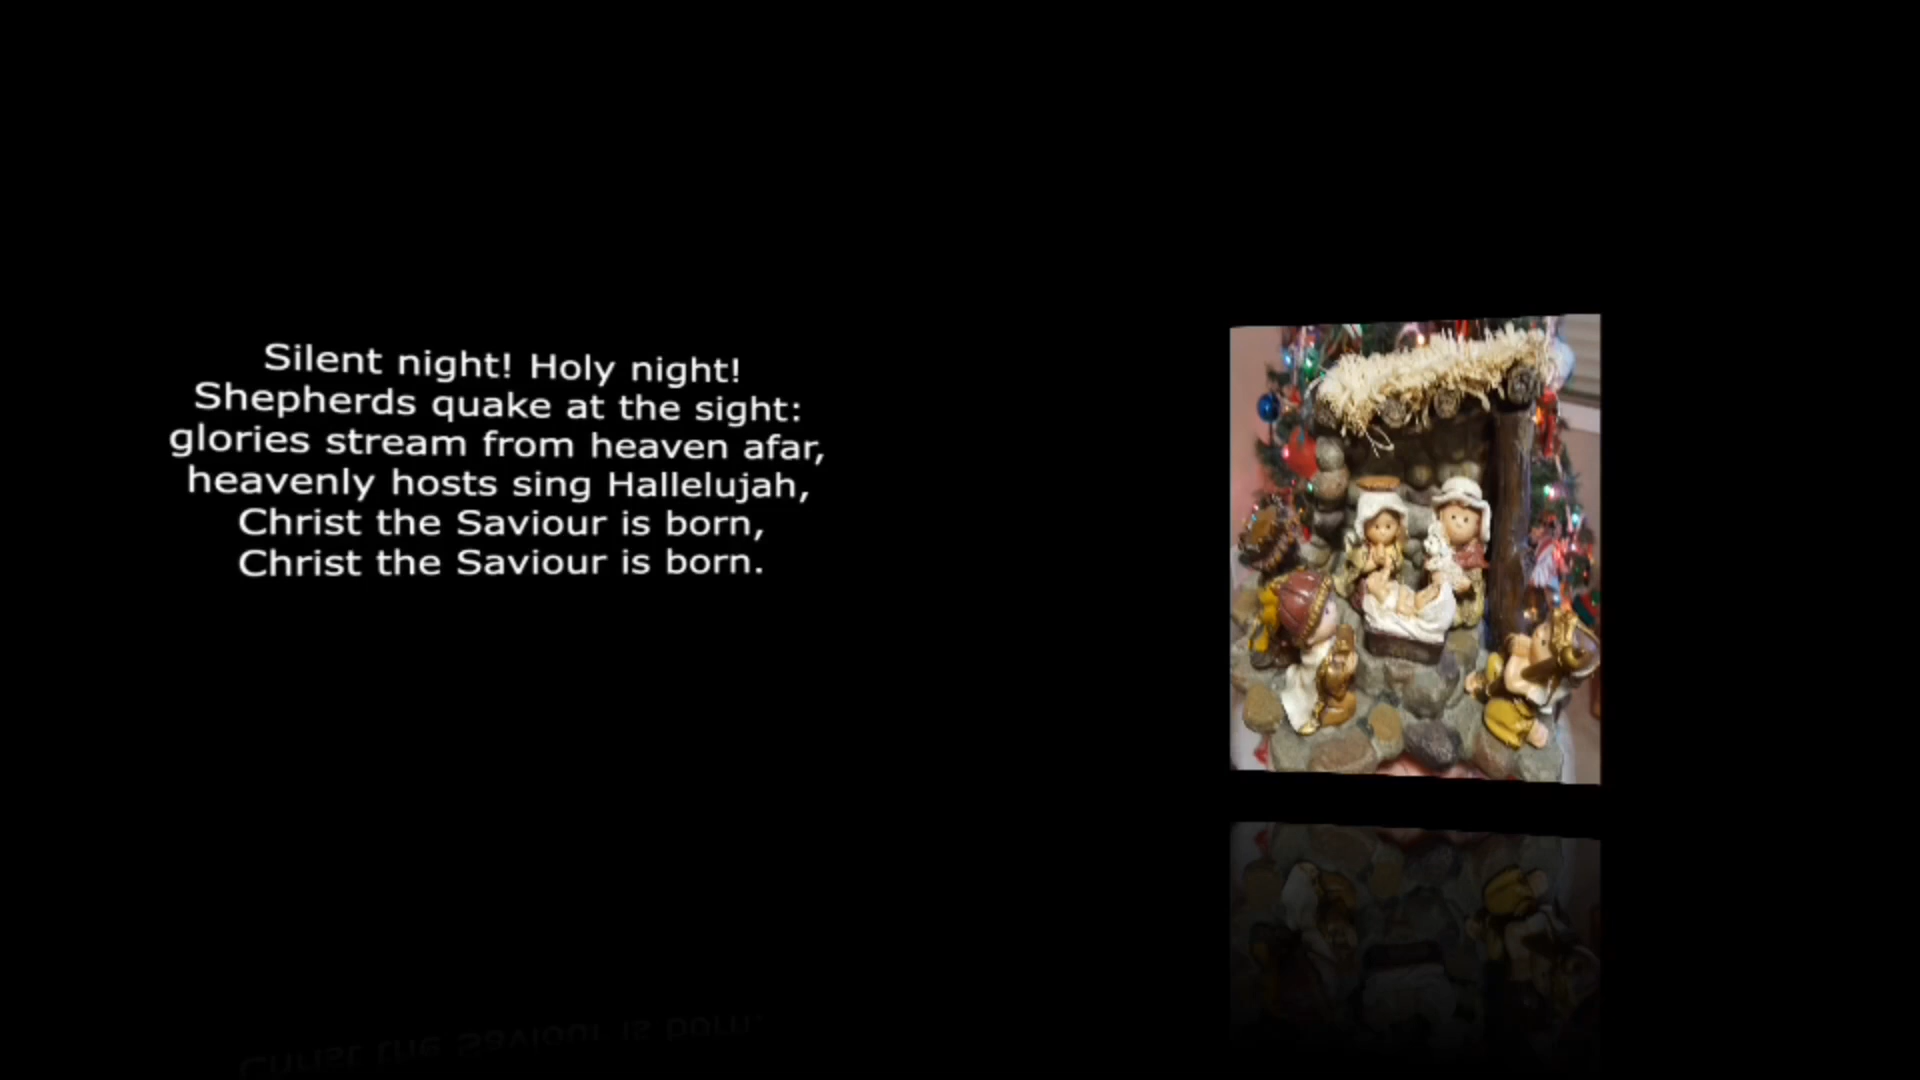 Silent night! Holy night!
Shepherds quake at the sight:
glories stream from heaven afar,
heavenly hosts sing Hallelujah,
Christ the Saviour is born,
Christ the Saviour is born.